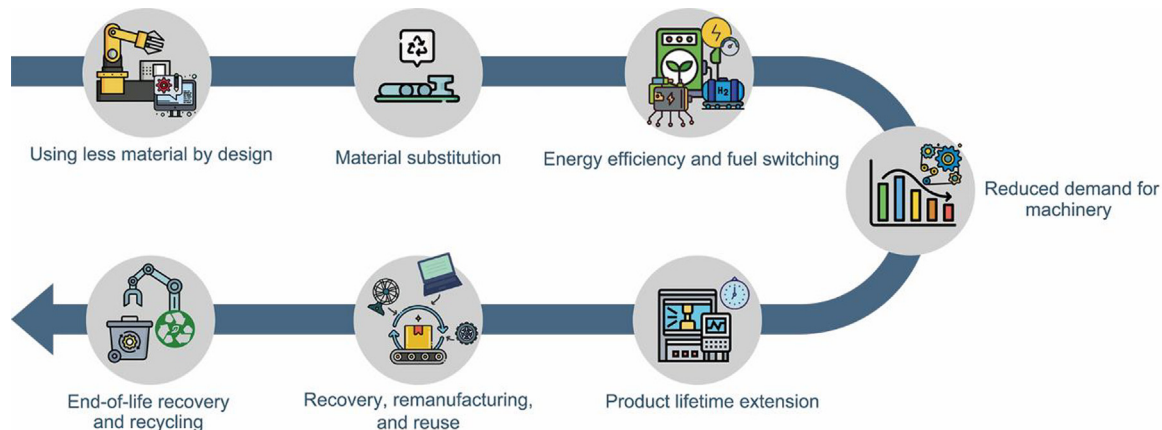 Using less material by design
Material substitution
Energy efficiency and fuel switching
H2
Reduced demand for
machinery
Product lifetime extension
Recovery, remanufacturing,
and reuse
End-of-life recovery
and recycling